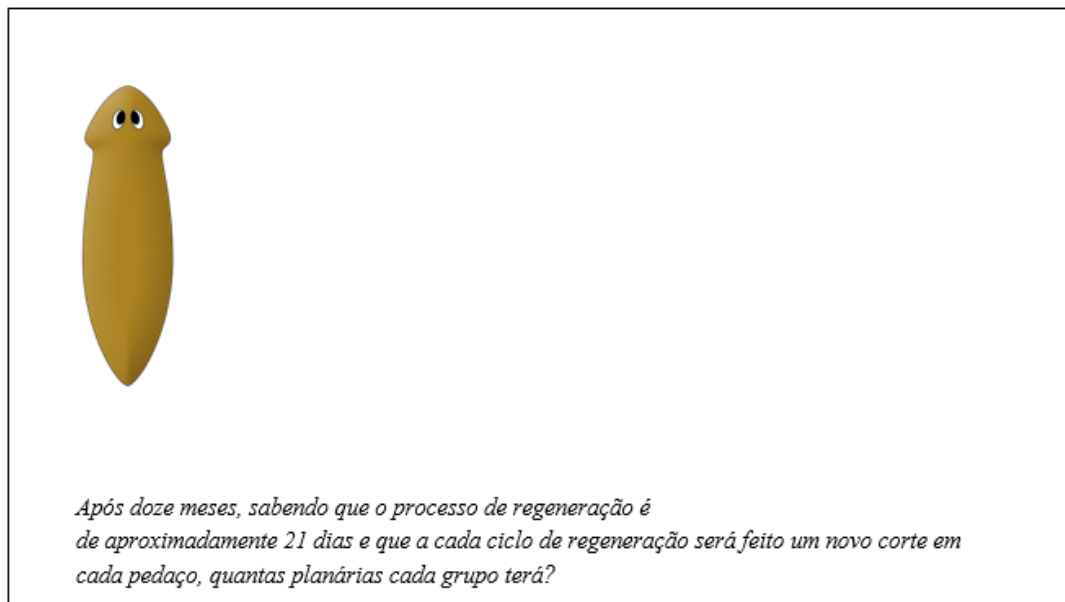 Após doze meses, sabendo que o processo de regeneração é
de aproximadamente 21 dias e que a cada ciclo de regeneração será feito um novo corte em
cada pedaço, quantas planárias cada grupo terá?